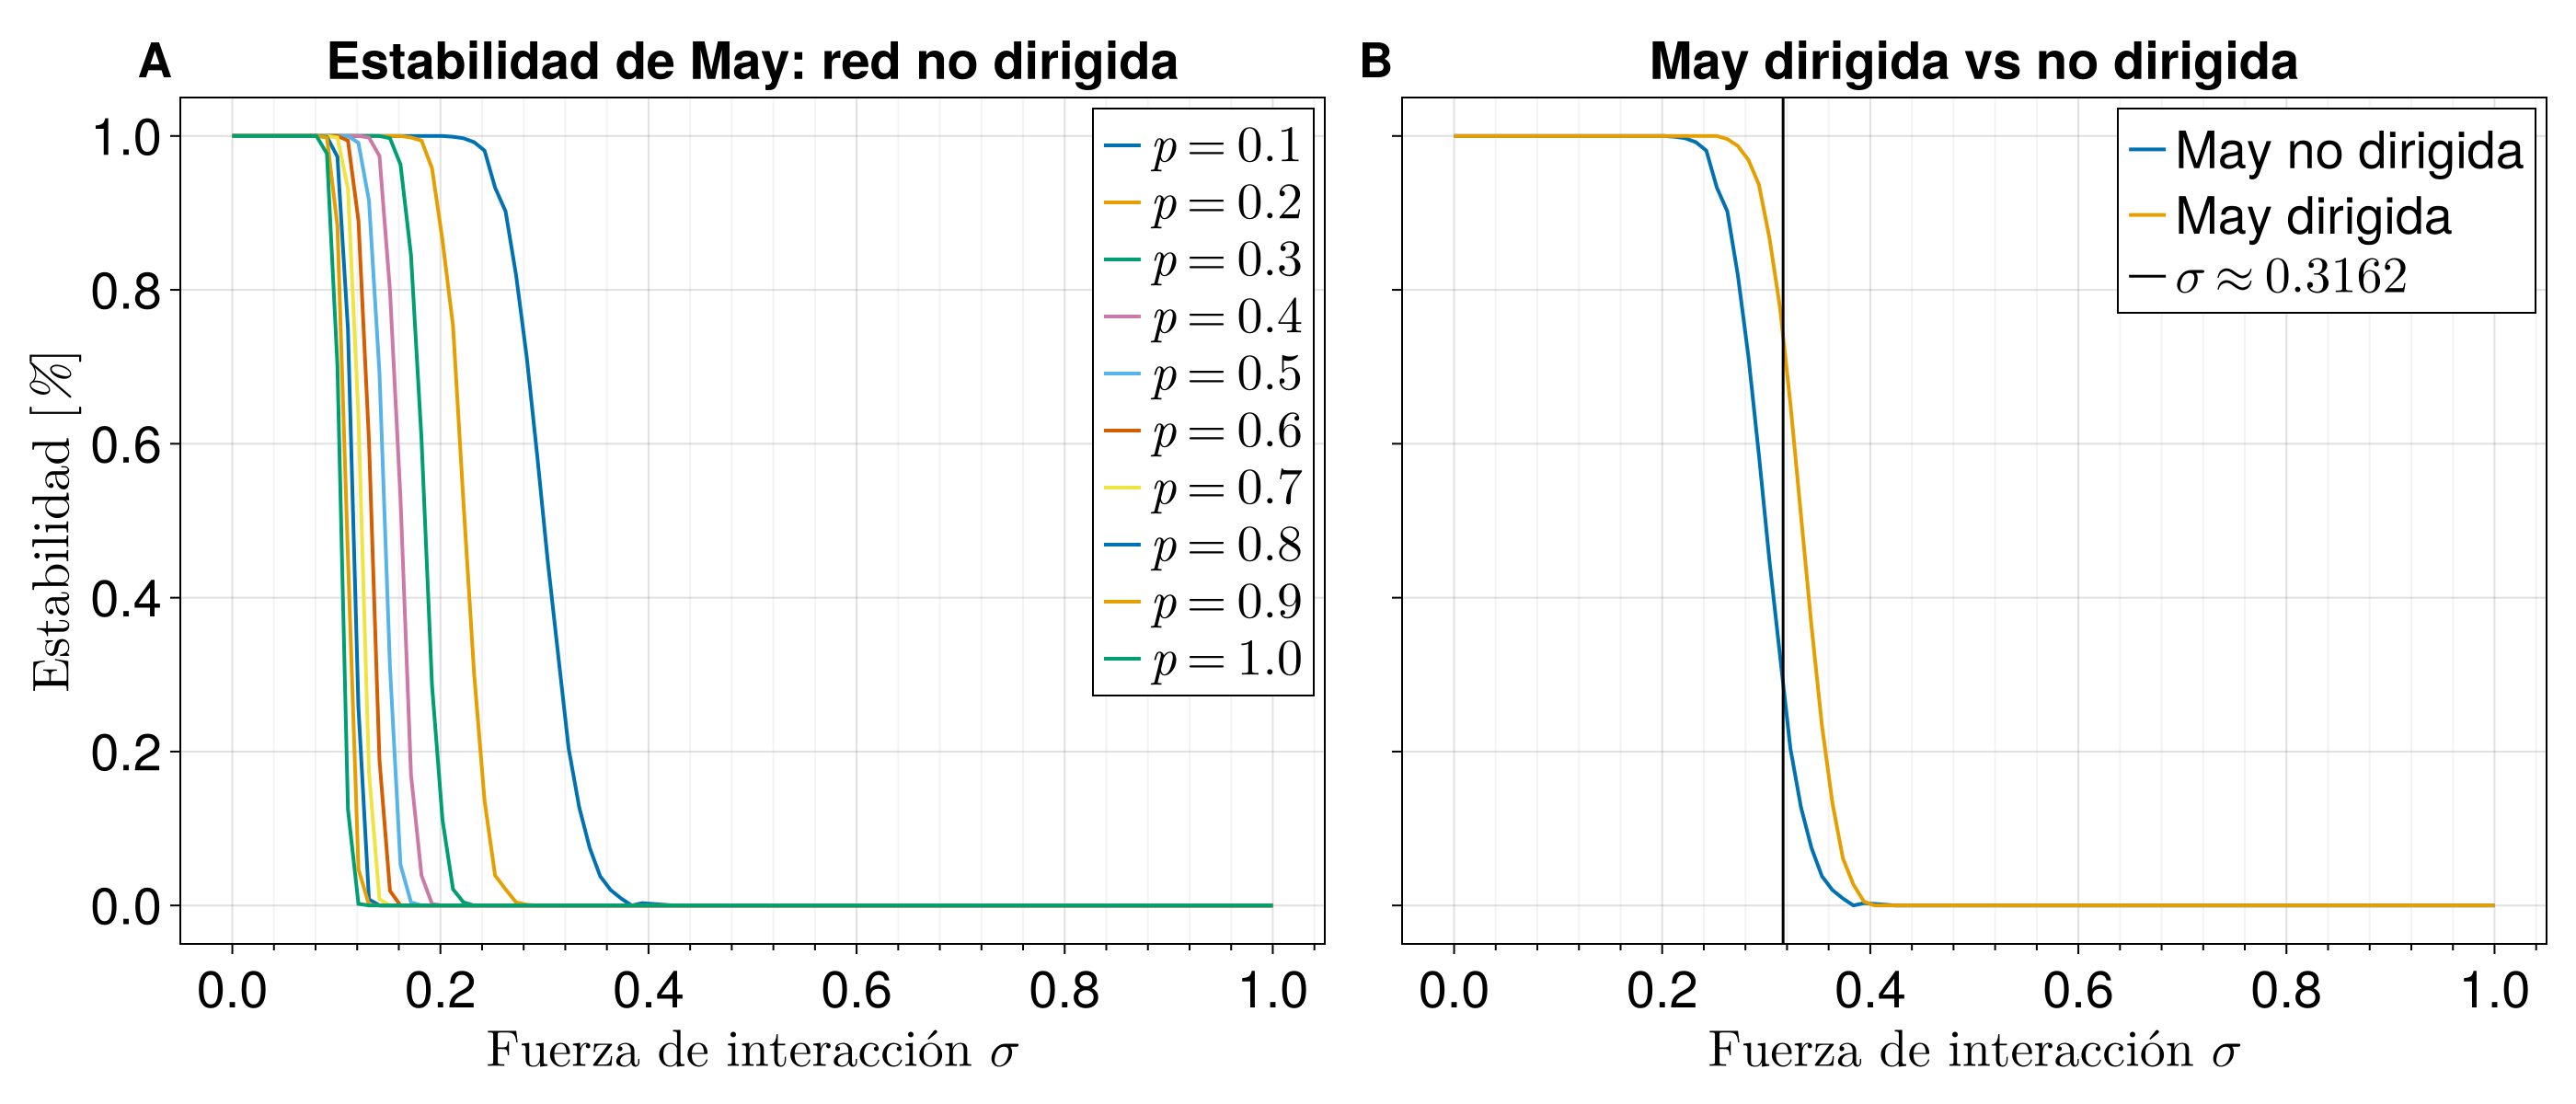 A
Estabilidad de May: red no dirigida
Estabilidad [%]
1.0
0.8
0.6
0.4
0.2
0.0
0.0 0.2 0.4 0.6 0.8 1.0
Fuerza de interacción σ
p = 0.1
p = 0.2
p = 0.3
p = 0.4
p = 0.5
p = 0.6
p = 0.7
p = 0.8
p = 0.9
p = 1.0
B
May dirigida vs no dirigida
May no dirigida
May dirigida
σ ≈ 0.3162
0.0 0.2 0.4 0.6 0.8 1.0
Fuerza de interacción σ